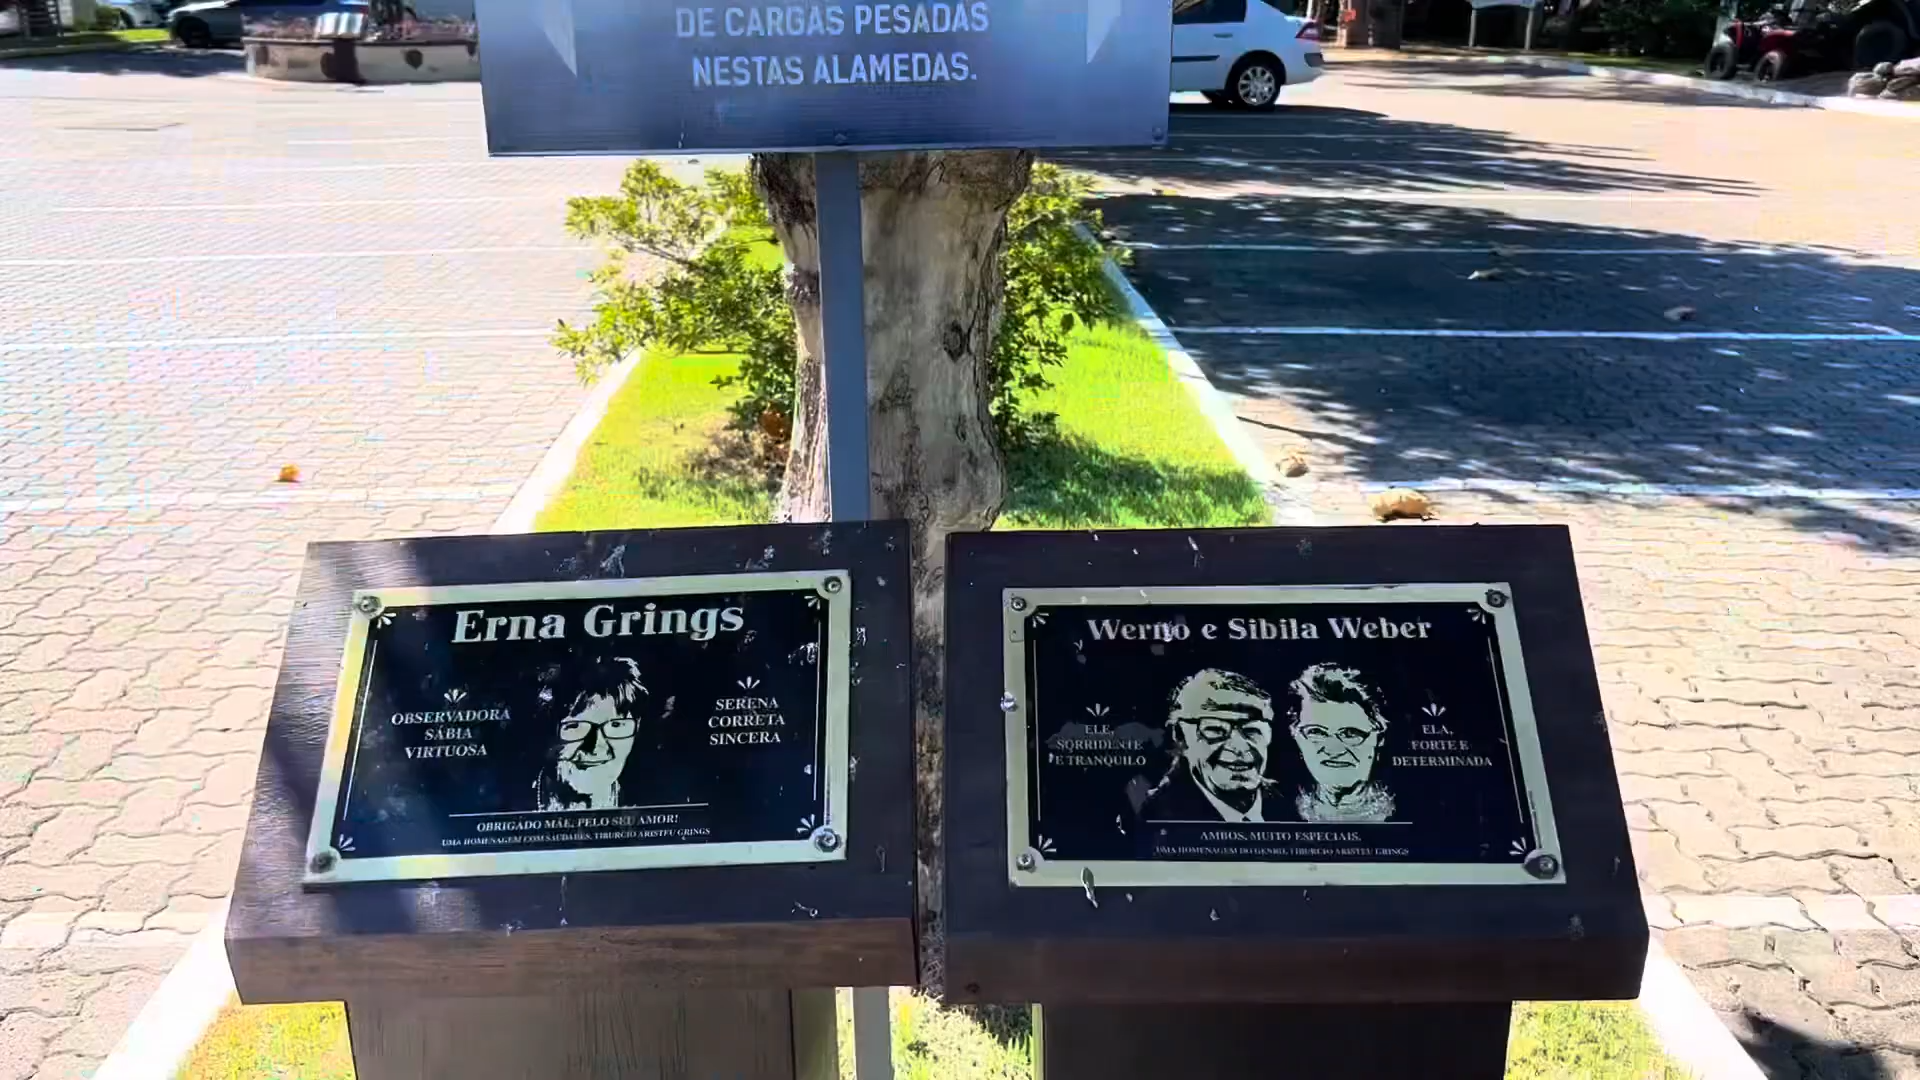 DE CARGAS PESADAS
NESTAS ALAMEDAS.
Erna Grings
OBSERVADORA
SÁBIA
VIRTUOSA
SERENA
CORRETA
SINCERA
OBRIGADO MÃE, PELO SEU AMOR!
UMA HOMENAGEM COM SAUDADES, TIBURCIO ARISTEU GRINGS
Werno e Sibila Weber
ELE,
SORRIDENTE
E TRANQUILO
ELA,
FORTE E
DETERMINADA
AMBOS, MUITO ESPECIAIS.
UMA HOMENAGEM DO GENRO, TIBURCIO ARISTEU GRINGS